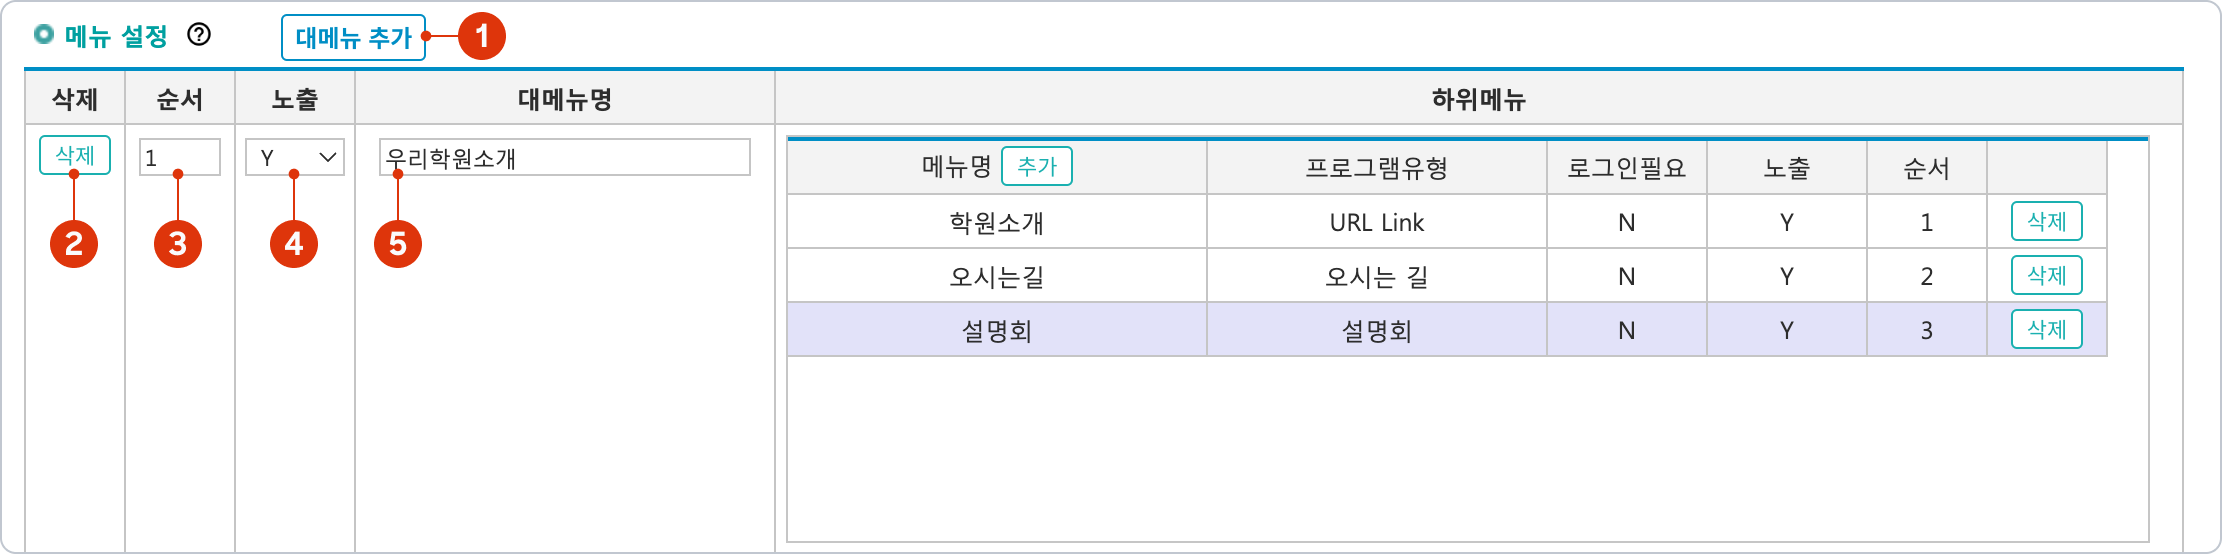 메뉴 설정 ? 대메뉴 추가 1
삭제 순서 노출 대메뉴명 하위메뉴
삭제 1 Y 우리학원소개
2 3 4 5
메뉴명 추가 프로그램유형 로그인필요 노출 순서
학원소개 URL Link N Y 1 삭제
오시는길 오시는 길 N Y 2 삭제
설명회 설명회 N Y 3 삭제